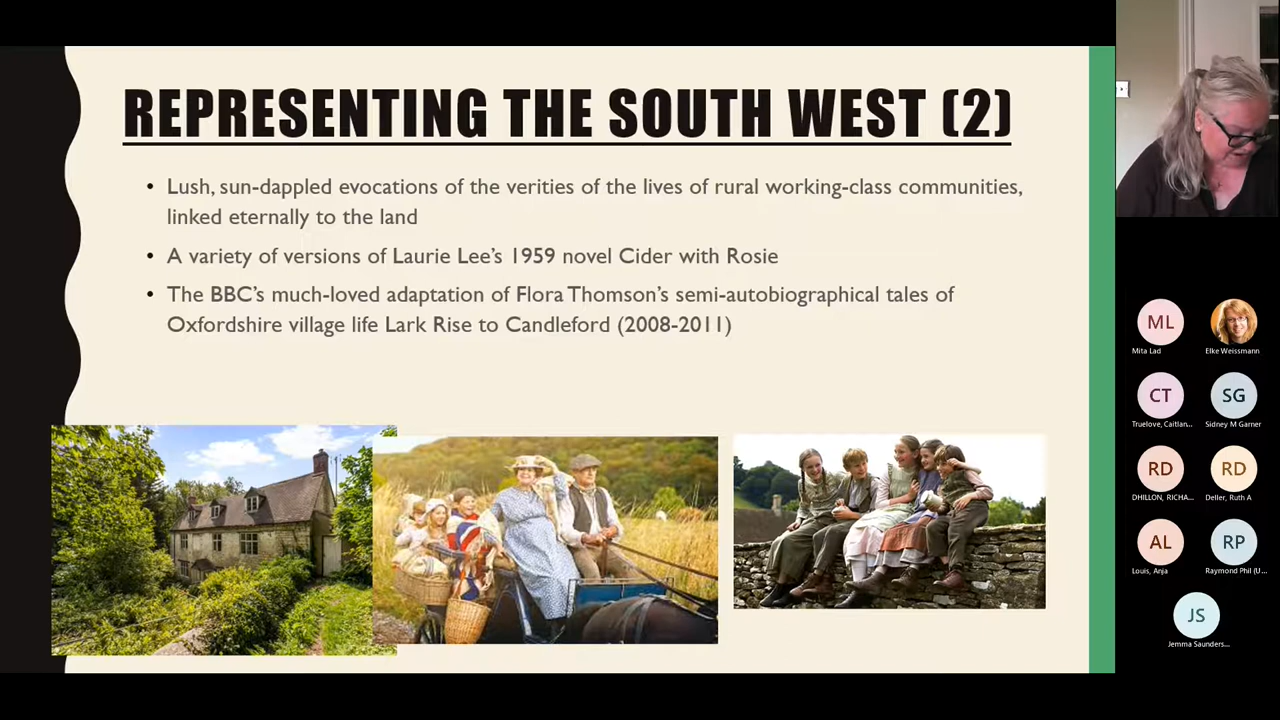 REPRESENTING THE SOUTH WEST (2)
• Lush, sun-dappled evocations of the verities of the lives of rural working-class communities,
linked eternally to the land
• A variety of versions of Laurie Lee's 1959 novel Cider with Rosie
• The BBC's much-loved adaptation of Flora Thomson's semi-autobiographical tales of
Oxfordshire village life Lark Rise to Candleford (2008-2011)
ML
Mita Lad
Elke Weissmann
CT
Truelove, Caitlan...
SG
Sidney M Garner
RD
DHILLON, RICHA...
RD
Deller, Ruth A
AL
Louis, Anja
RP
Raymond Phil (U...
JS
Jemma Saunders...